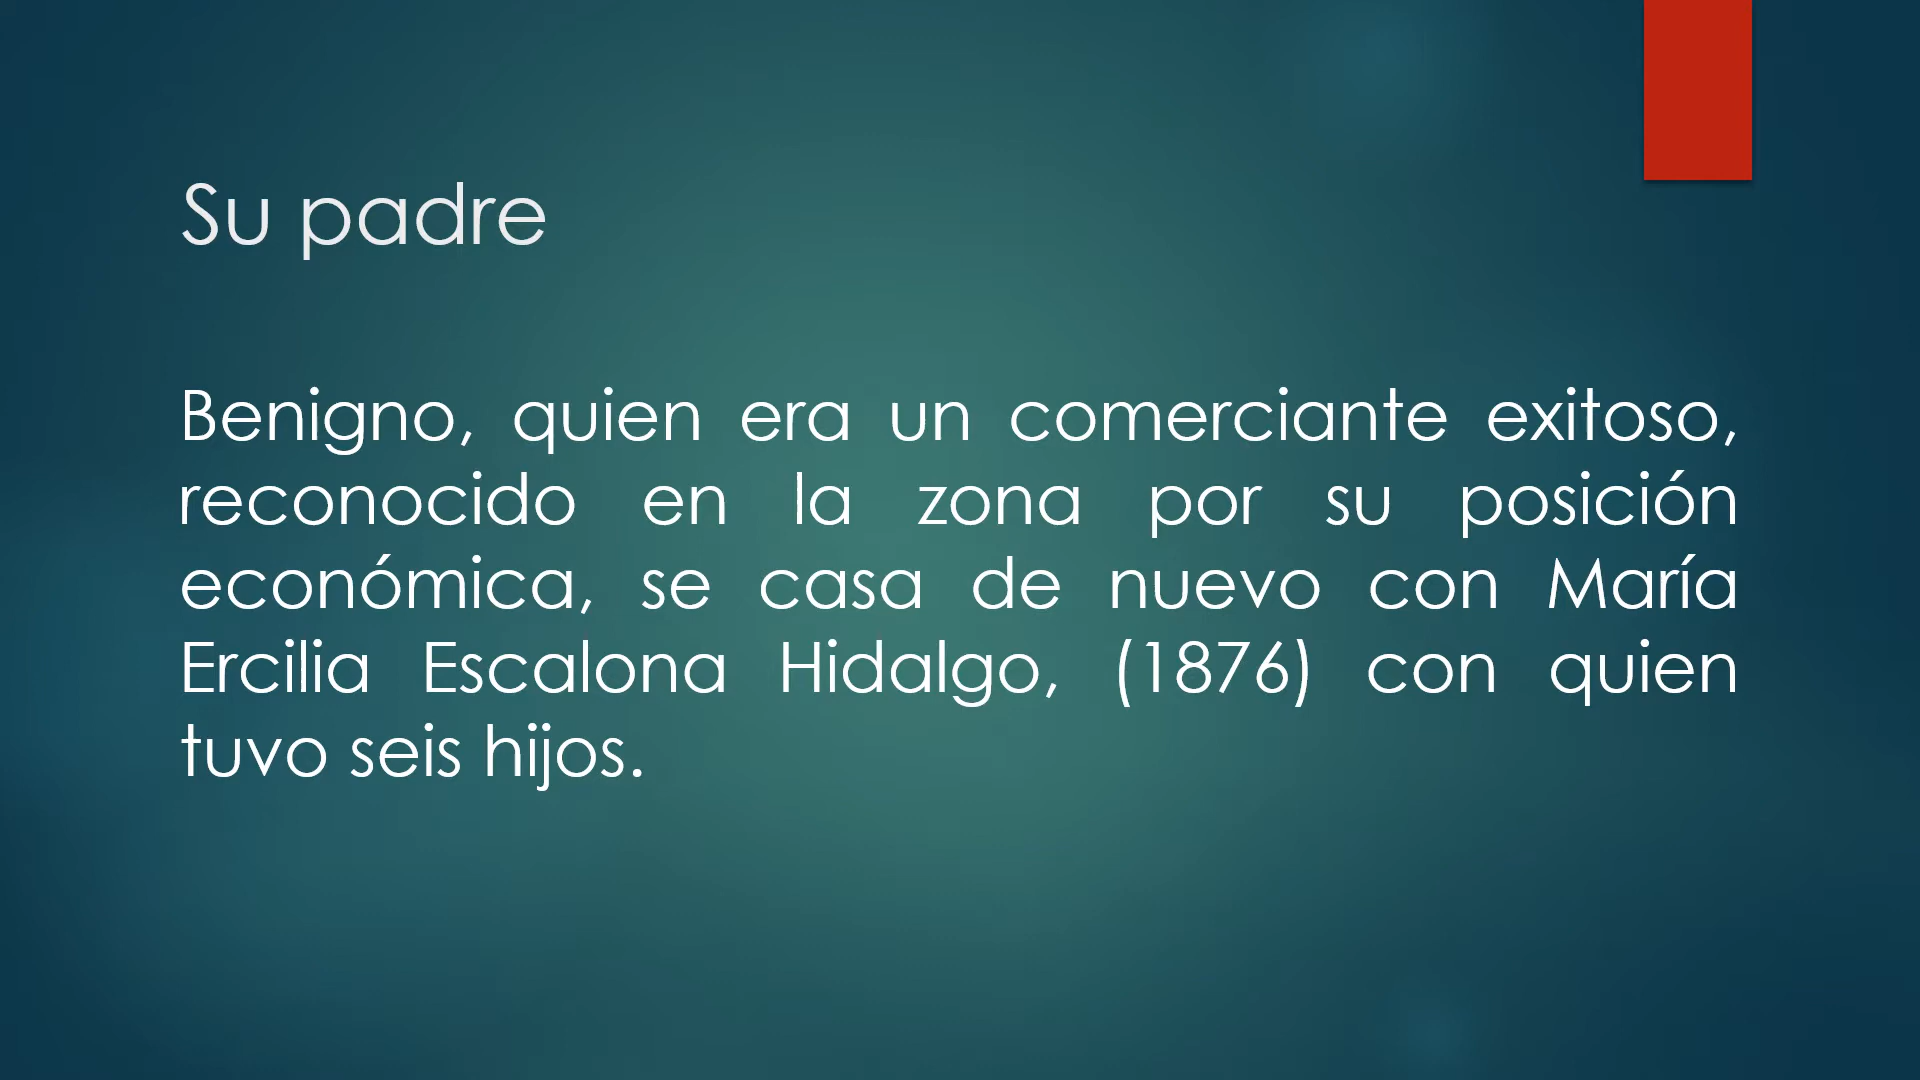 Su padre
Benigno, quien era un comerciante exitoso,
reconocido en la zona por su posición
económica, se casa de nuevo con María
Ercilia Escalona Hidalgo, (1876) con quien
tuvo seis hijos.